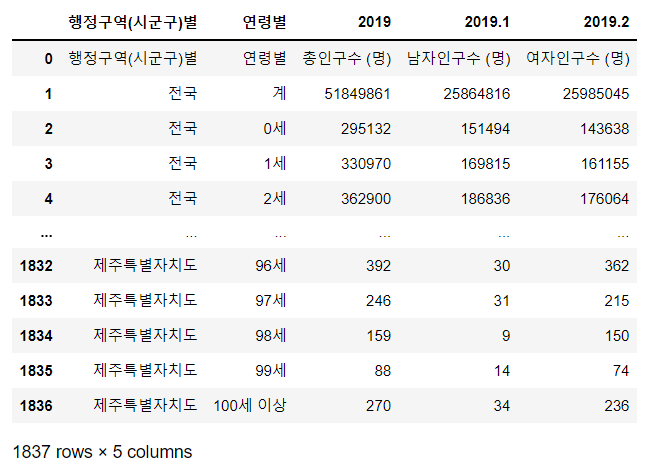 행정구역(시군구)별 연령별 2019 2019.1 2019.2
0 행정구역(시군구)별 연령별 총인구수 (명) 남자인구수 (명) 여자인구수 (명)
1 전국 계 51849861 25864816 25985045
2 전국 0세 295132 151494 143638
3 전국 1세 330970 169815 161155
4 전국 2세 362900 186836 176064
... ... ... ... ... ...
1832 제주특별자치도 96세 392 30 362
1833 제주특별자치도 97세 246 31 215
1834 제주특별자치도 98세 159 9 150
1835 제주특별자치도 99세 88 14 74
1836 제주특별자치도 100세 이상 270 34 236
1837 rows × 5 columns